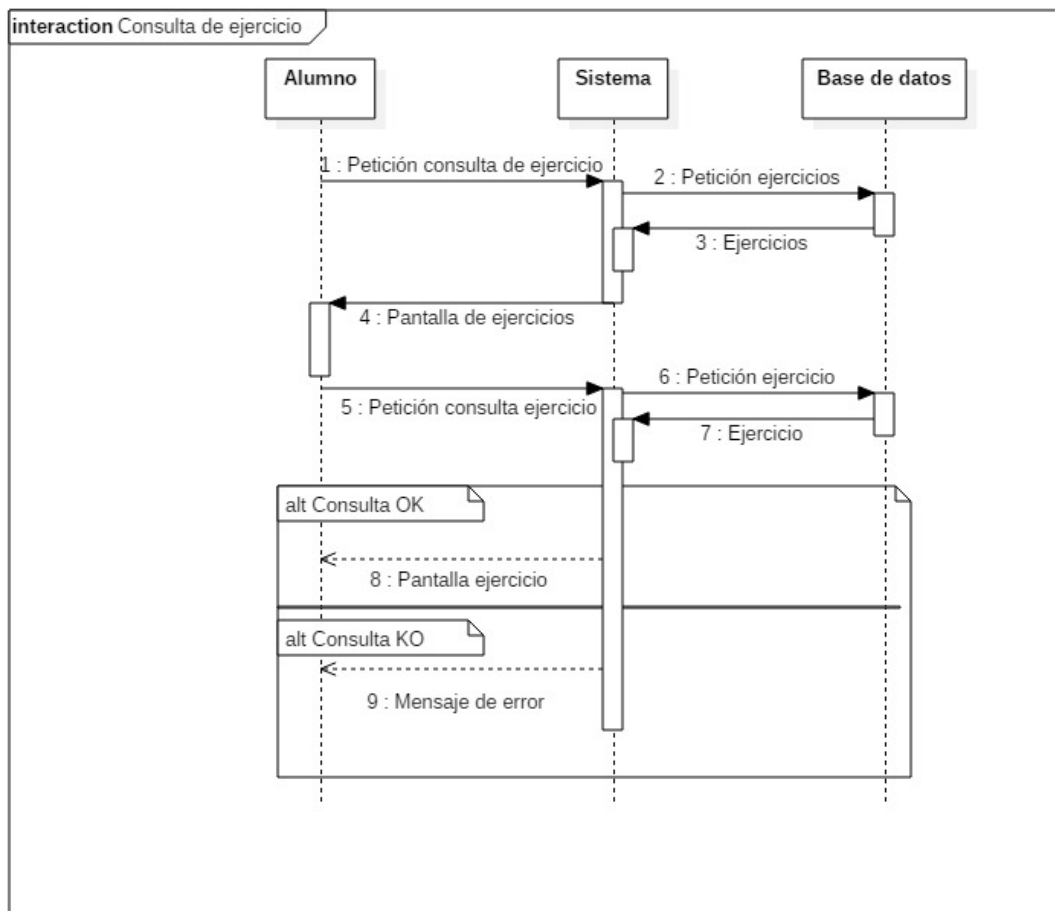 interaction Consulta de ejercicio
Alumno
Sistema
Base de datos
1 : Petición consulta de ejercicio
2 : Petición ejercicios
3 : Ejercicios
4 : Pantalla de ejercicios
5 : Petición consulta ejercicio
6 : Petición ejercicio
7 : Ejercicio
alt Consulta OK
8 : Pantalla ejercicio
alt Consulta KO
9 : Mensaje de error